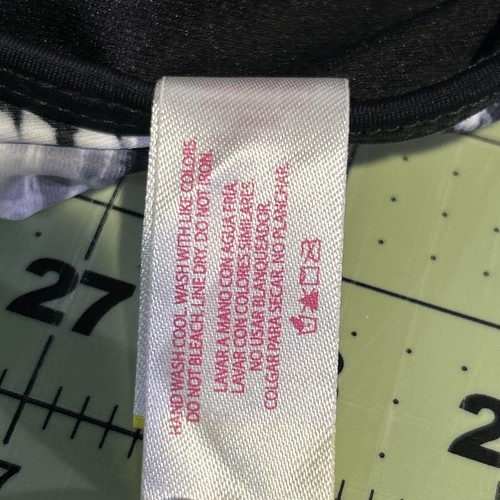 HAND WASH COOL. WASH WITH LIKE COLORS.
DO NOT BLEACH. LINE DRY. DO NOT IRON.
LAVAR A MANO CON AGUA FRIA.
LAVAR CON COLORES SIMILARES.
NO USAR BLANQUEADOR.
COLGAR PARA SECAR. NO PLANCHAR.
27
2
7